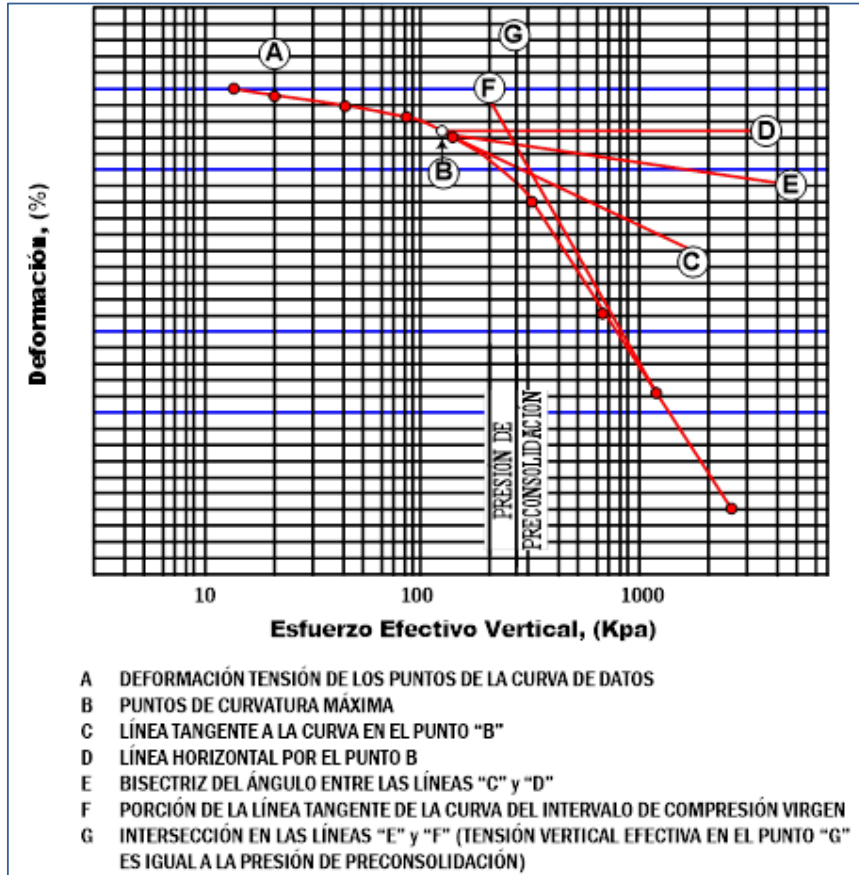 A
G
F
D
B
E
C
Deformación, (%)
PRESIÓN DE
PRECONSOLIDACIÓN
10 100 1000
Esfuerzo Efectivo Vertical, (Kpa)
A DEFORMACIÓN TENSIÓN DE LOS PUNTOS DE LA CURVA DE DATOS
B PUNTOS DE CURVATURA MÁXIMA
C LÍNEA TANGENTE A LA CURVA EN EL PUNTO “B”
D LÍNEA HORIZONTAL POR EL PUNTO B
E BISECTRIZ DEL ÁNGULO ENTRE LAS LÍNEAS “C” y “D”
F PORCIÓN DE LA LÍNEA TANGENTE DE LA CURVA DEL INTERVALO DE COMPRESIÓN VIRGEN
G INTERSECCIÓN EN LAS LÍNEAS “E” y “F” (TENSIÓN VERTICAL EFECTIVA EN EL PUNTO “G”
ES IGUAL A LA PRESIÓN DE PRECONSOLIDACIÓN)